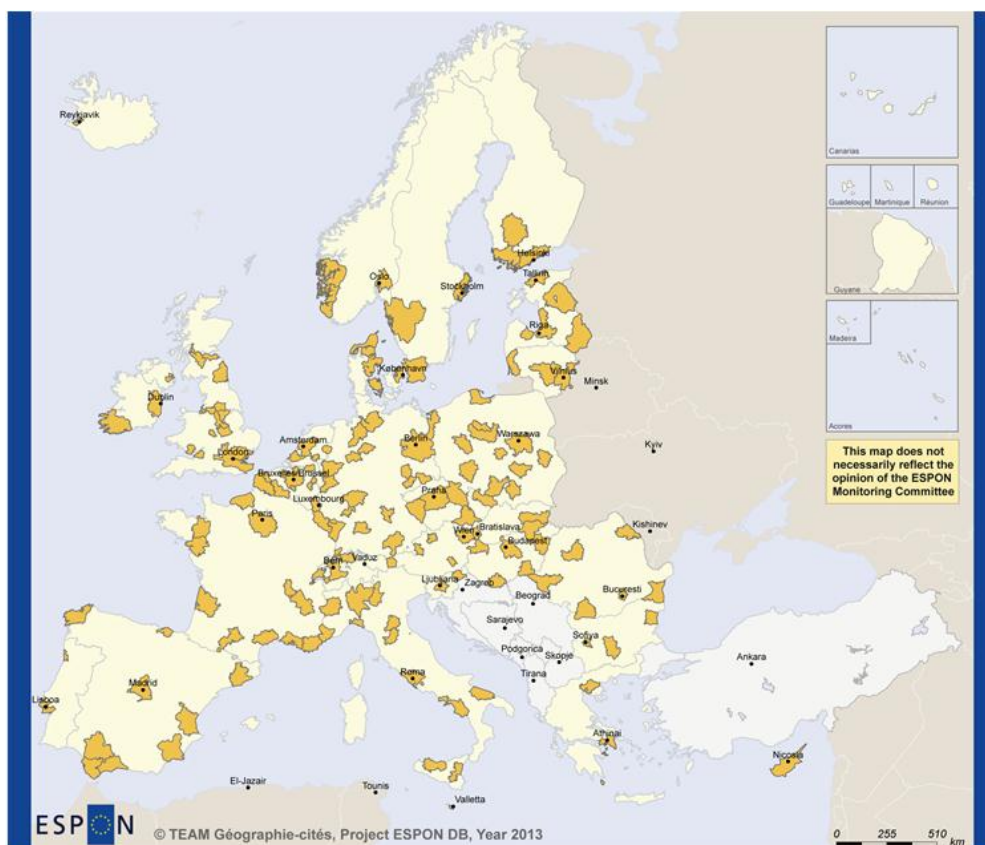 Reykjavik
Canarias
Guadeloupe
Martinique
Réunion
Guyane
Madeira
Acores
This map does not
necessarily reflect the
opinion of the ESPON
Monitoring Committee
Helsinki
Oslo
Tallinn
Stockholm
Riga
København
Vilnius
Minsk
Dublin
Amsterdam
Berlin
Warszawa
London
Kyiv
Bruxelles/Brussel
Luxembourg
Praha
Paris
Kishinev
Wien
Bratislava
Budapest
Bern
Vaduz
Ljubljana
Zagreb
Beograd
Bucuresti
Sarajevo
Sofiya
Podgorica
Skopje
Tirana
Ankara
Roma
Madrid
Lisboa
Athinai
Nicosia
El-Jazair
Tounis
Valletta
ESPON
© TEAM Géographie-cités, Project ESPON DB, Year 2013
0 255 510
km